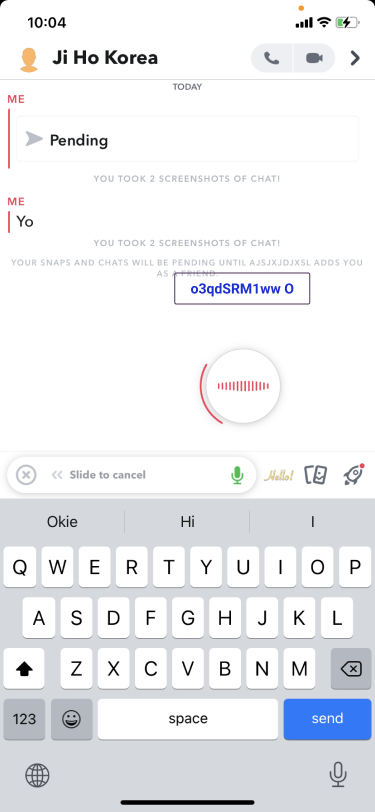 10:04
Ji Ho Korea
TODAY
ME
Pending
YOU TOOK 2 SCREENSHOTS OF CHAT!
ME
Yo
YOU TOOK 2 SCREENSHOTS OF CHAT!
YOUR SNAPS AND CHATS WILL BE PENDING UNTIL AJSJXJDJXSL ADDS YOU
AS A FRIEND.
o3qdSRM1ww O
Slide to cancel
Hello!
Okie Hi I
Q W E R T Y U I O P
A S D F G H J K L
Z X C V B N M
123 space send